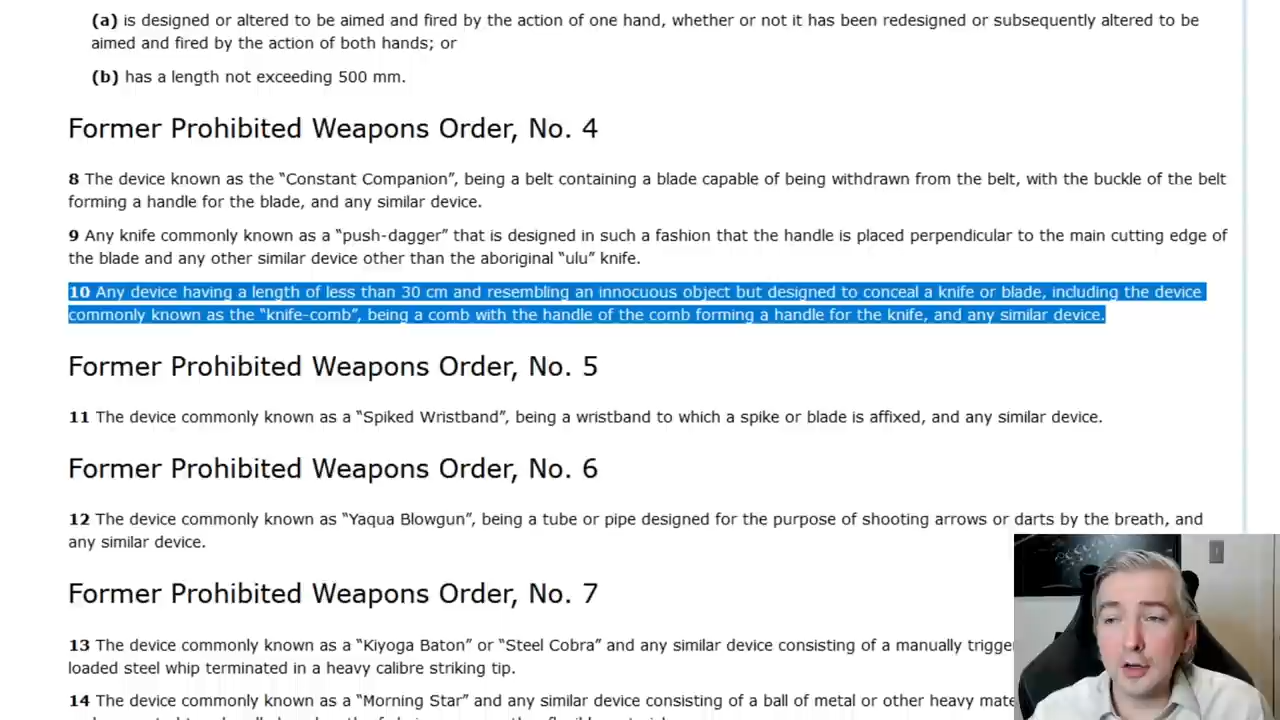 (a) is designed or altered to be aimed and fired by the action of one hand, whether or not it has been redesigned or subsequently altered to be
aimed and fired by the action of both hands; or
(b) has a length not exceeding 500 mm.
Former Prohibited Weapons Order, No. 4
8 The device known as the “Constant Companion”, being a belt containing a blade capable of being withdrawn from the belt, with the buckle of the belt
forming a handle for the blade, and any similar device.
9 Any knife commonly known as a “push-dagger” that is designed in such a fashion that the handle is placed perpendicular to the main cutting edge of
the blade and any other similar device other than the aboriginal “ulu” knife.
10 Any device having a length of less than 30 cm and resembling an innocuous object but designed to conceal a knife or blade, including the device
commonly known as the “knife-comb”, being a comb with the handle of the comb forming a handle for the knife, and any similar device.
Former Prohibited Weapons Order, No. 5
11 The device commonly known as a “Spiked Wristband”, being a wristband to which a spike or blade is affixed, and any similar device.
Former Prohibited Weapons Order, No. 6
12 The device commonly known as “Yaqua Blowgun”, being a tube or pipe designed for the purpose of shooting arrows or darts by the breath, and
any similar device.
Former Prohibited Weapons Order, No. 7
13 The device commonly known as a “Kiyoga Baton” or “Steel Cobra” and any similar device consisting of a manually trigge
loaded steel whip terminated in a heavy calibre striking tip.
14 The device commonly known as a “Morning Star” and any similar device consisting of a ball of metal or other heavy mate